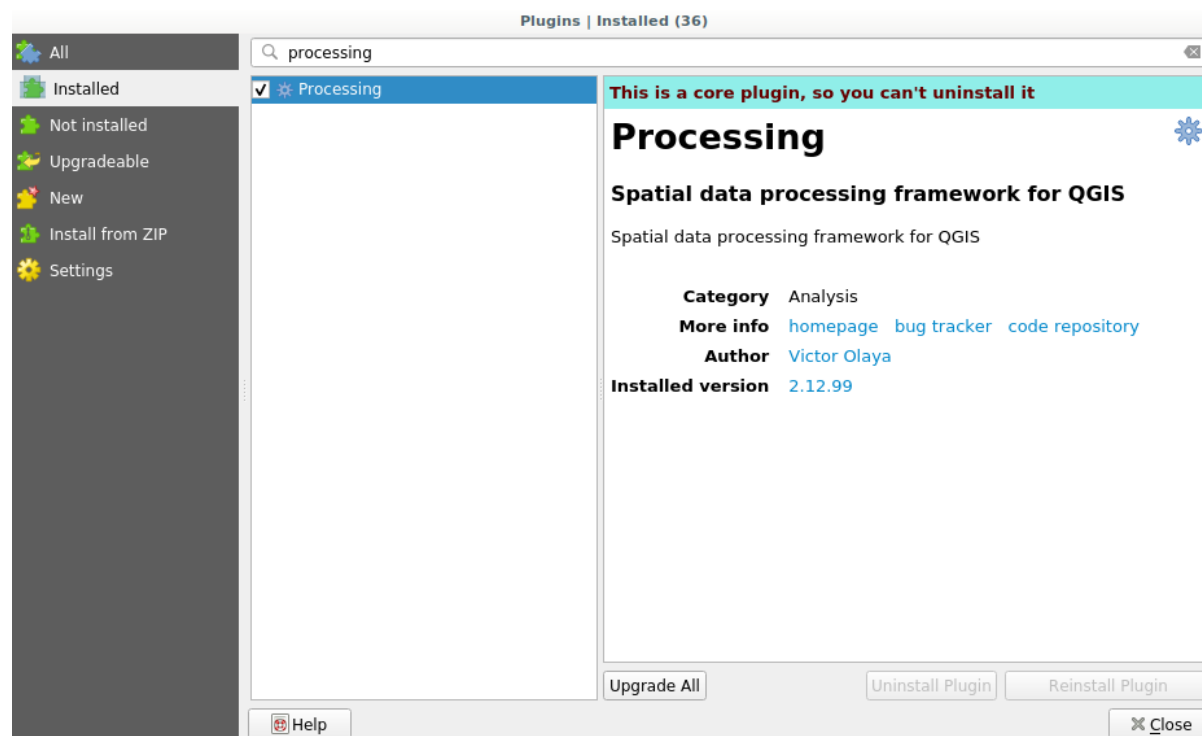 Plugins | Installed (36)
All
Installed
Not installed
Upgradeable
New
Install from ZIP
Settings
processing
Processing
This is a core plugin, so you can't uninstall it
Processing
Spatial data processing framework for QGIS
Spatial data processing framework for QGIS
Category Analysis
More info homepage bug tracker code repository
Author Victor Olaya
Installed version 2.12.99
Upgrade All
Uninstall Plugin
Reinstall Plugin
Help
Close